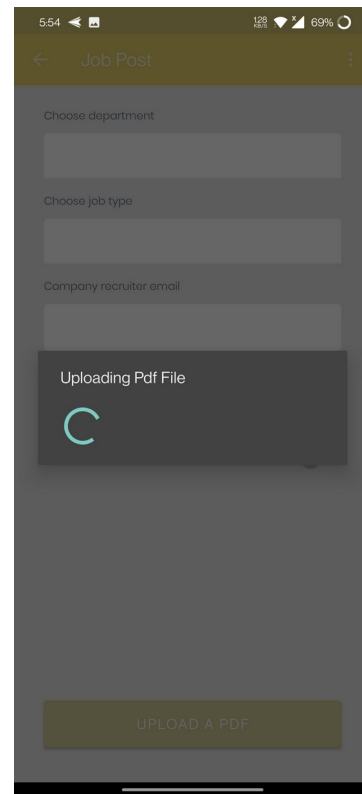 5:54 128 KB/S x 69%
Job Post
Choose department
Choose job type
Company recruiter email
Uploading Pdf File
UPLOAD A PDF